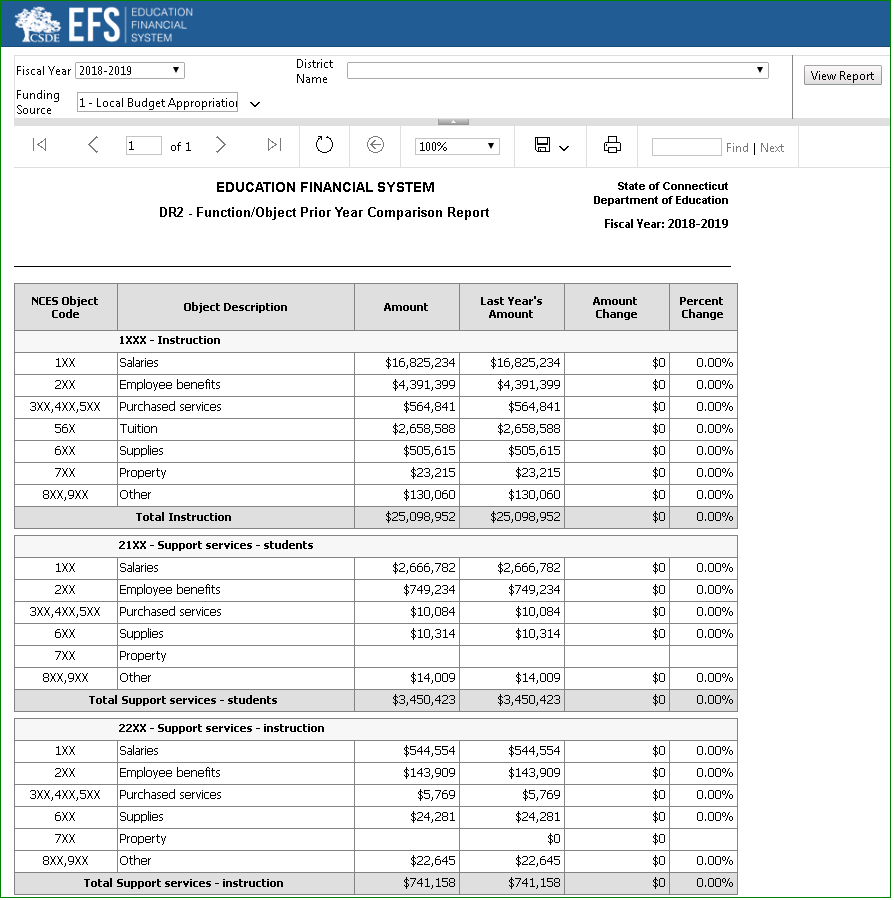 CSDE EFS EDUCATION FINANCIAL SYSTEM
Fiscal Year 2018-2019 District Name View Report
Funding Source 1 - Local Budget Appropriation
1 of 1 100% Find | Next
EDUCATION FINANCIAL SYSTEM State of Connecticut
Department of Education
DR2 - Function/Object Prior Year Comparison Report
Fiscal Year: 2018-2019
NCES Object Code Object Description Amount Last Year's Amount Amount Change Percent Change
1XXX - Instruction
1XX Salaries $16,825,234 $16,825,234 $0 0.00%
2XX Employee benefits $4,391,399 $4,391,399 $0 0.00%
3XX,4XX,5XX Purchased services $564,841 $564,841 $0 0.00%
56X Tuition $2,658,588 $2,658,588 $0 0.00%
6XX Supplies $505,615 $505,615 $0 0.00%
7XX Property $23,215 $23,215 $0 0.00%
8XX,9XX Other $130,060 $130,060 $0 0.00%
Total Instruction $25,098,952 $25,098,952 $0 0.00%
21XX - Support services - students
1XX Salaries $2,666,782 $2,666,782 $0 0.00%
2XX Employee benefits $749,234 $749,234 $0 0.00%
3XX,4XX,5XX Purchased services $10,084 $10,084 $0 0.00%
6XX Supplies $10,314 $10,314 $0 0.00%
7XX Property
8XX,9XX Other $14,009 $14,009 $0 0.00%
Total Support services - students $3,450,423 $3,450,423 $0 0.00%
22XX - Support services - instruction
1XX Salaries $544,554 $544,554 $0 0.00%
2XX Employee benefits $143,909 $143,909 $0 0.00%
3XX,4XX,5XX Purchased services $5,769 $5,769 $0 0.00%
6XX Supplies $24,281 $24,281 $0 0.00%
7XX Property $0 $0
8XX,9XX Other $22,645 $22,645 $0 0.00%
Total Support services - instruction $741,158 $741,158 $0 0.00%